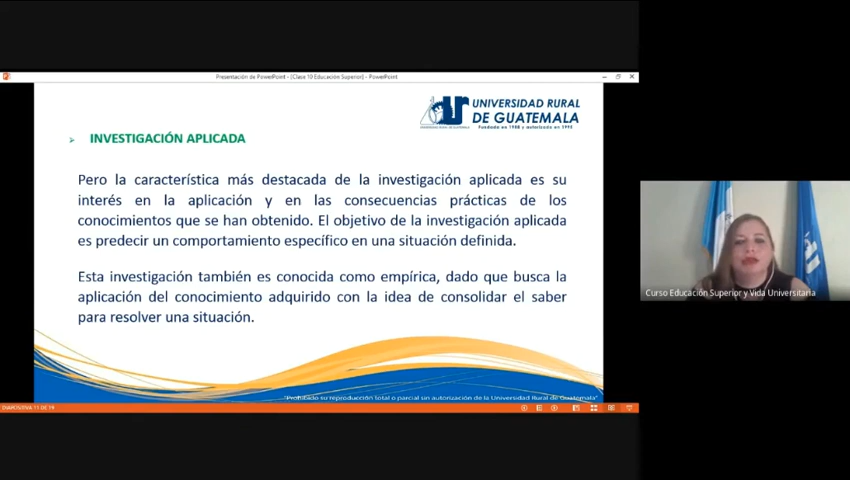 Presentación de PowerPoint - [Clase 10 Educación Superior] - PowerPoint
UNIVERSIDAD RURAL
DE GUATEMALA
INVESTIGACIÓN APLICADA
Pero la característica más destacada de la investigación aplicada es su
interés en la aplicación y en las consecuencias prácticas de los
conocimientos que se han obtenido. El objetivo de la investigación aplicada
es predecir un comportamiento específico en una situación definida.
Esta investigación también es conocida como empírica, dado que busca la
aplicación del conocimiento adquirido con la idea de consolidar el saber
para resolver una situación.
"Prohibido su reproducción total o parcial sin autorización de la Universidad Rural de Guatemala"
DIAPOSITIVA 11 DE 19
Curso Educación Superior y Vida Universitaria